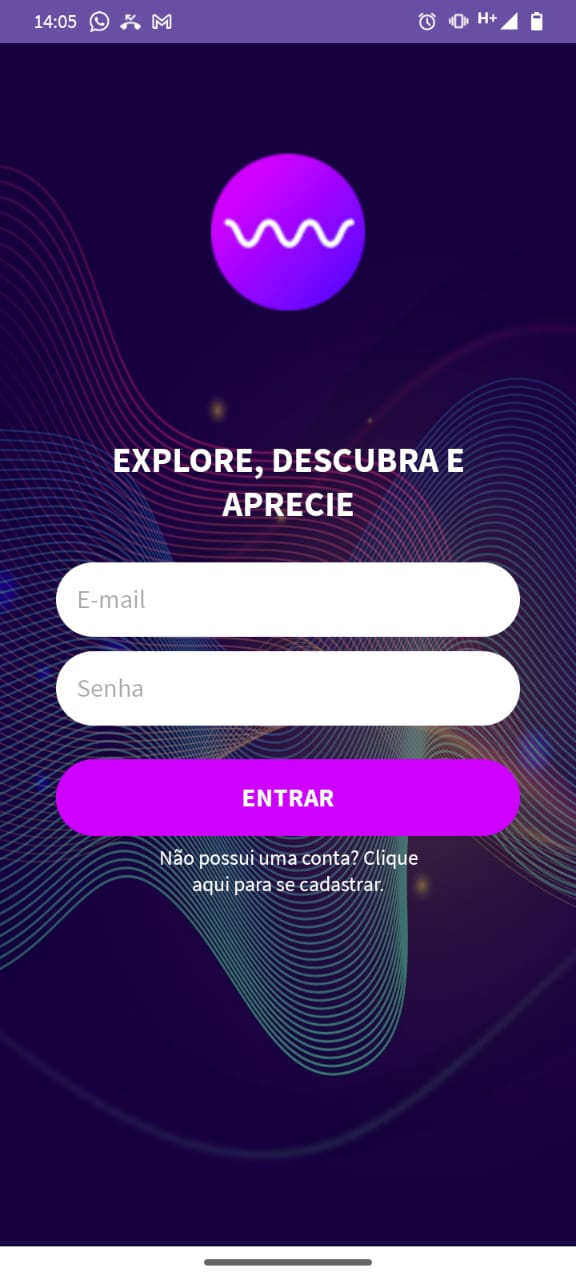 14:05
H+
EXPLORE, DESCUBRA E
APRECIE
E-mail
Senha
ENTRAR
Não possui uma conta? Clique
aqui para se cadastrar.